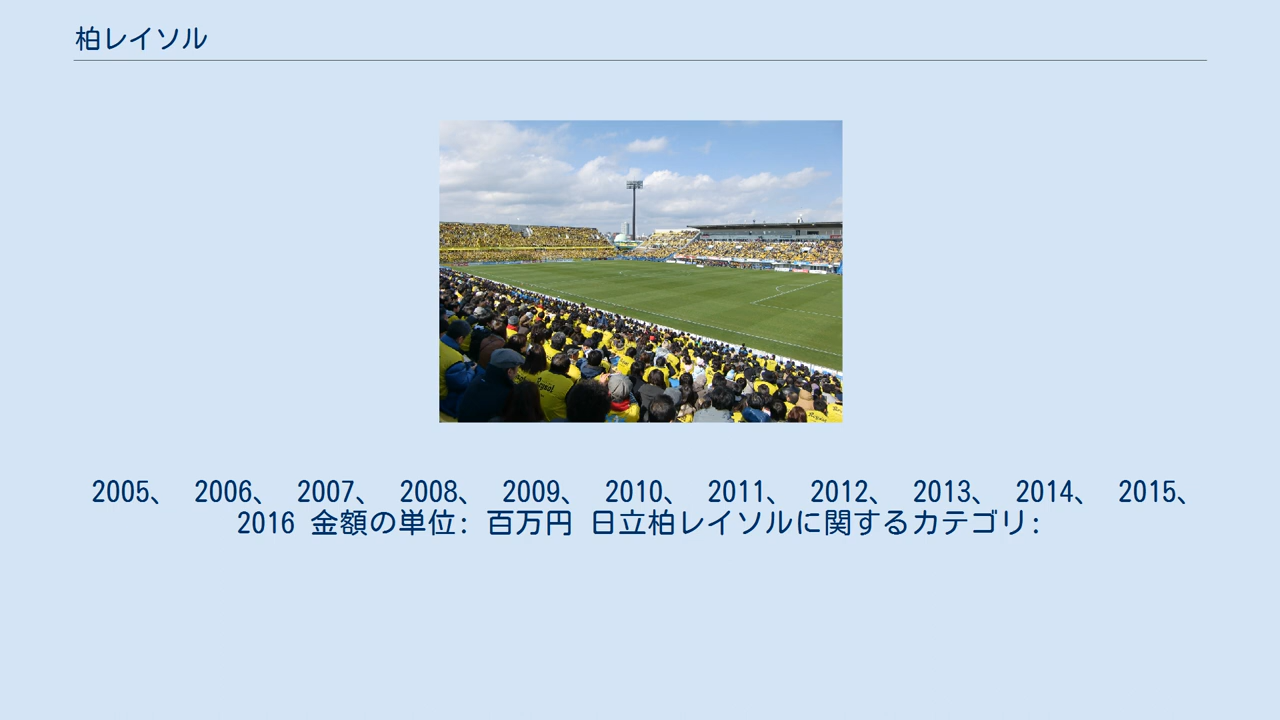 柏レイソル
2005、 2006、 2007、 2008、 2009、 2010、 2011、 2012、 2013、 2014、 2015、
2016 金額の単位: 百万円 日立柏レイソルに関するカテゴリ: